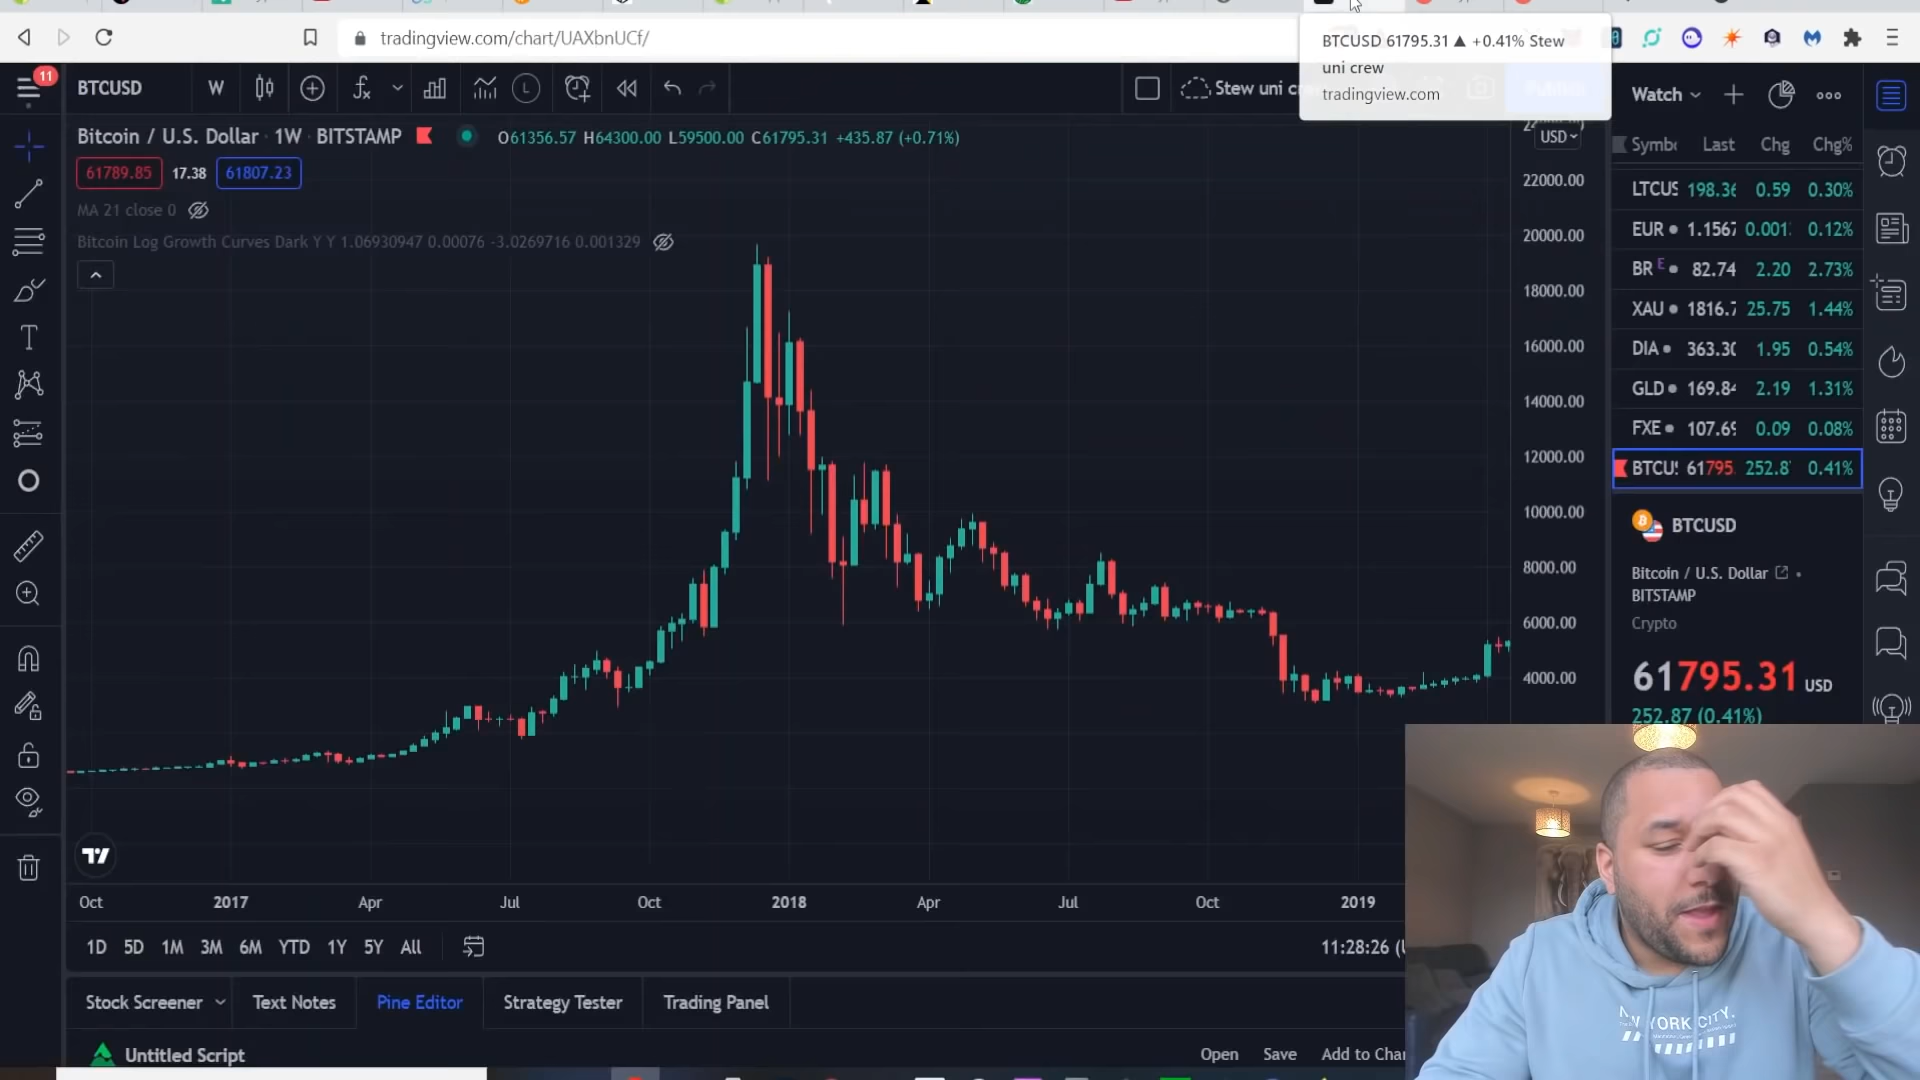 BTCUSD 61795.31 ▲ +0.41% Stew
uni crew
tradingview.com
tradingview.com/chart/UAXbnUCf/
11
BTCUSD W
Stew uni
Watch
Bitcoin / U.S. Dollar · 1W · BITSTAMP
O61356.57 H64300.00 L59500.00 C61795.31 +435.87 (+0.71%)
USD
61789.85 17.38 61807.23
MA 21 close 0
Bitcoin Log Growth Curves Dark Y Y 1.06930947 0.00076 -3.0269716 0.001329
22000.00
20000.00
18000.00
16000.00
14000.00
12000.00
10000.00
8000.00
6000.00
4000.00
Last Chg Chg%
LTCUS 198.36 0.59 0.30%
EUR 1.1567 0.001 0.12%
BR E 82.74 2.20 2.73%
XAU 1816.7 25.75 1.44%
DIA 363.30 1.95 0.54%
GLD 169.84 2.19 1.31%
FXE 107.69 0.09 0.08%
BTCU 61795 252.8 0.41%
BTCUSD
Bitcoin / U.S. Dollar
BITSTAMP
Crypto
61795.31 USD
252.87 (0.41%)
Oct 2017 Apr Jul Oct 2018 Apr Jul Oct 2019
1D 5D 1M 3M 6M YTD 1Y 5Y All
11:28:26 (U
Stock Screener Text Notes Pine Editor Strategy Tester Trading Panel
Untitled Script
Open Save Add to Char
YORK CITY.